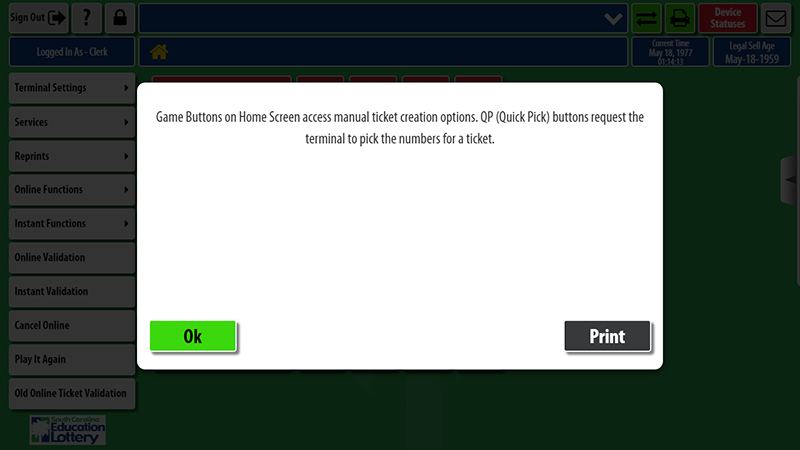 Sign Out
?
Device
Statuses
Logged In As - Clerk
Current Time
May 18, 1977
01:14:13
Legal Sell Age
May-18-1959
Terminal Settings
Services
Reprints
Online Functions
Instant Functions
Online Validation
Instant Validation
Cancel Online
Play It Again
Old Online Ticket Validation
Game Buttons on Home Screen access manual ticket creation options. QP (Quick Pick) buttons request the
terminal to pick the numbers for a ticket.
Ok
Print
South Carolina
Education
Lottery